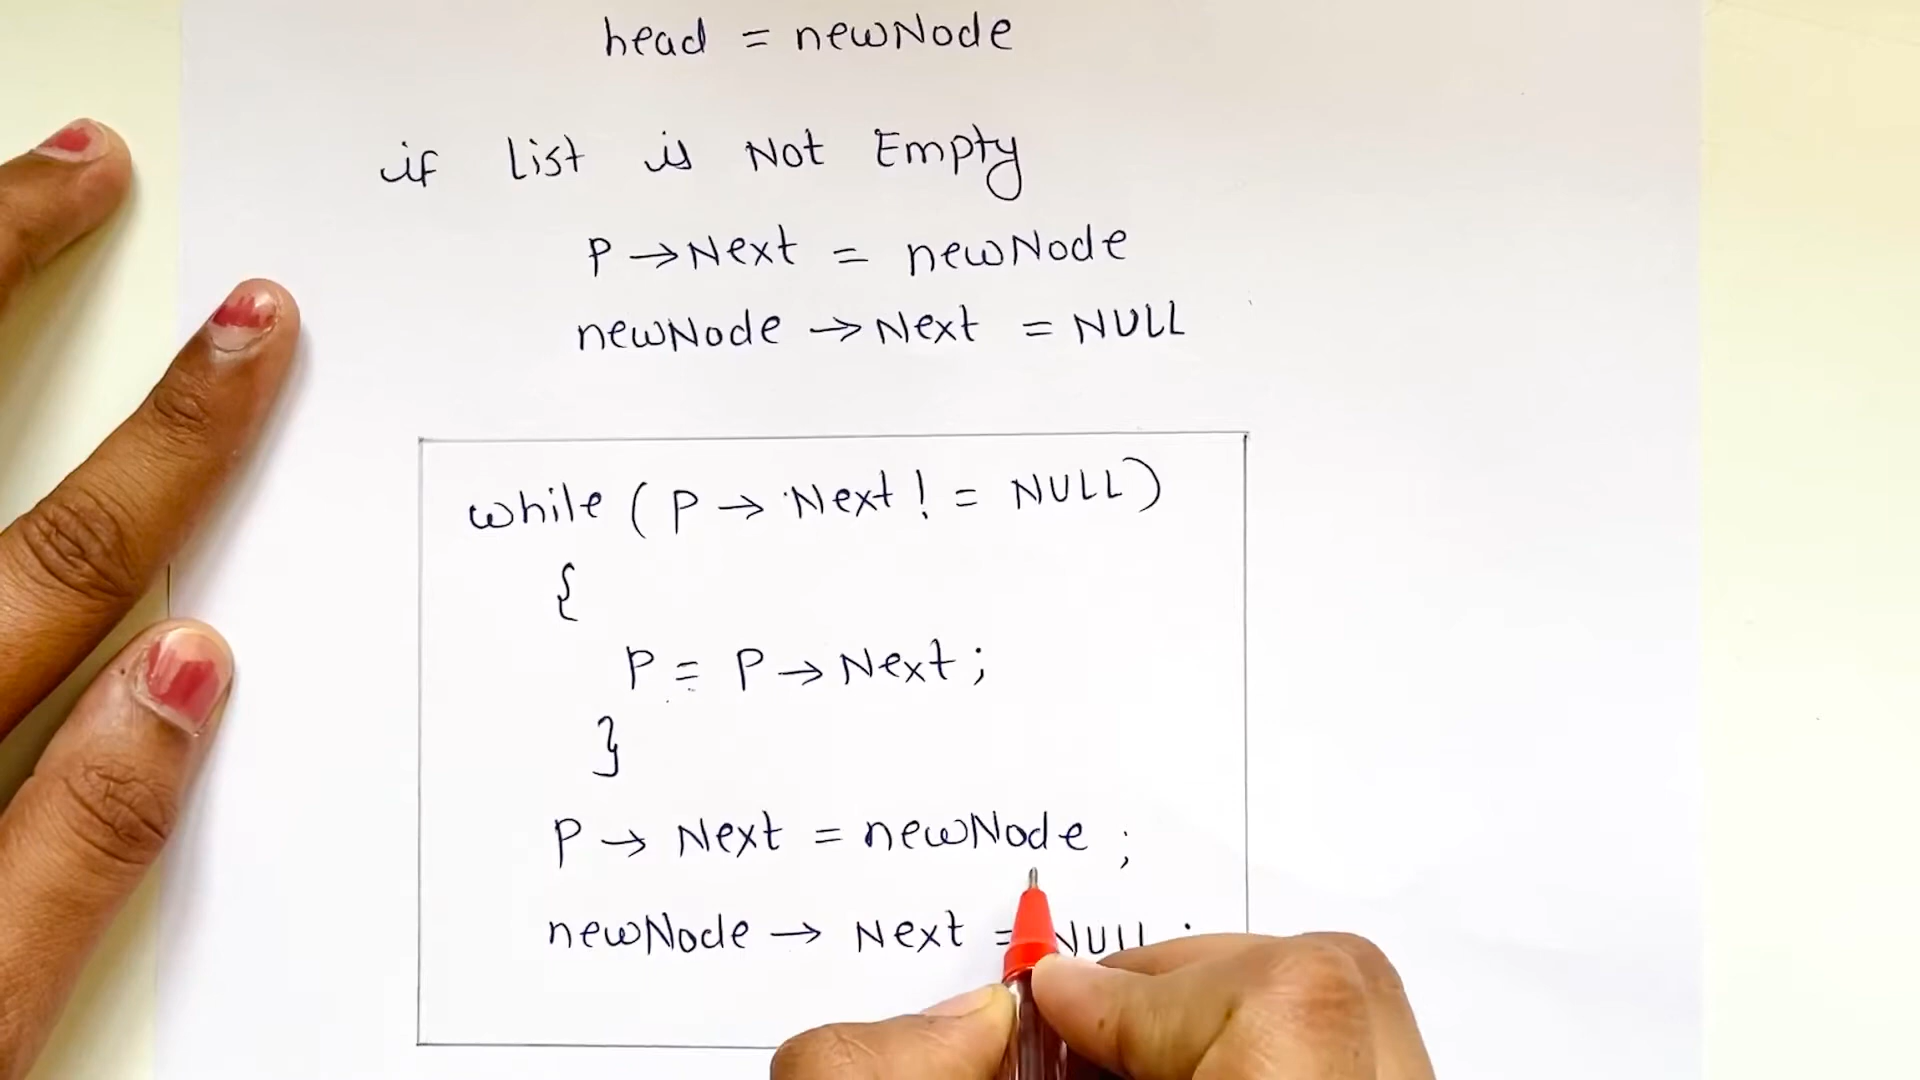 head = newNode
if List is Not Empty
P → Next = newNode
newNode → Next = NULL
while ( P → Next ! = NULL )
{
P = P → Next ;
}
P → Next = newNode ;
newNode → Next = NULL ;